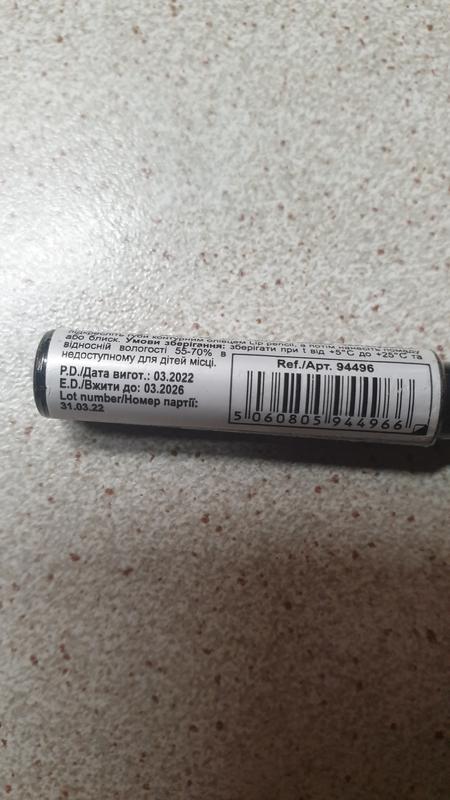 підкресліть губи контурним олівцем Lip pencil, а потім нанесіть помаду
або блиск. Умови зберігання: зберігати при t від +5°C до +25°C та
відносній вологості 55-70% в
недоступному для дітей місці.
P.D./Дата вигот.: 03.2022
E.D./Вжити до: 03.2026
Lot number/Номер партії:
31.03.22
Ref./Арт. 94496
5 060805 944966